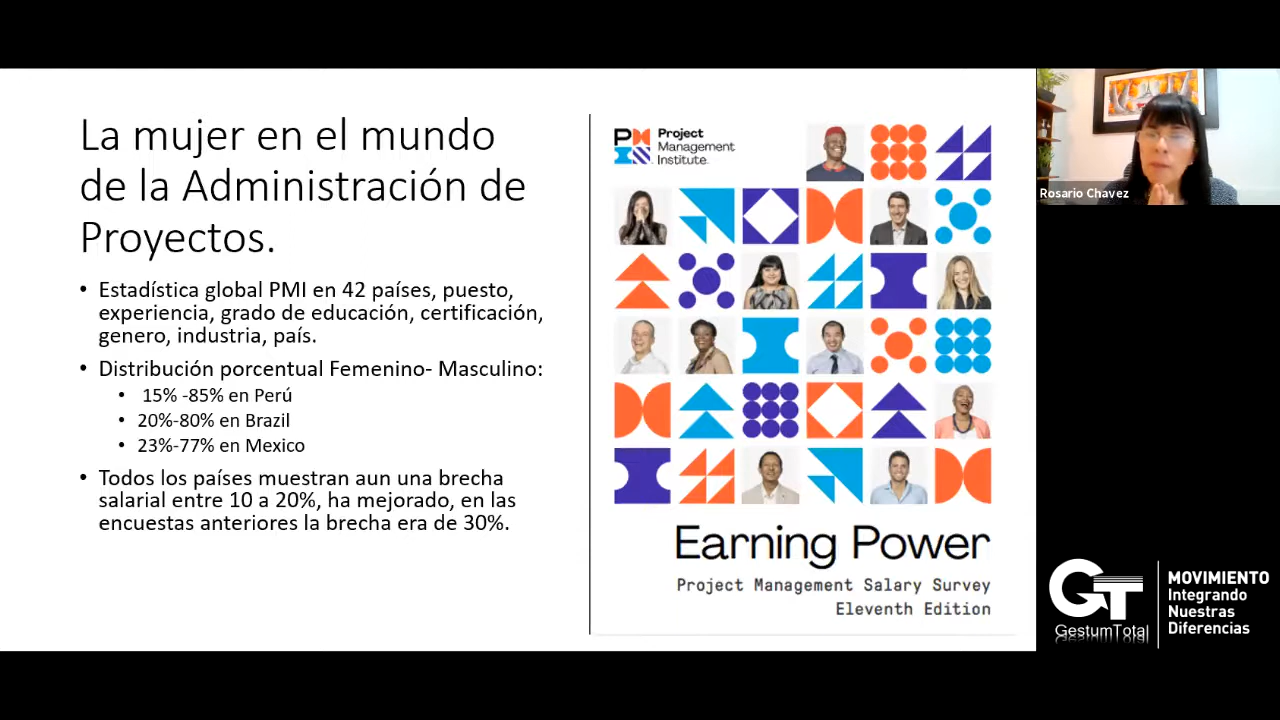 La mujer en el mundo
de la Administración de
Proyectos.
• Estadística global PMI en 42 países, puesto,
experiencia, grado de educación, certificación,
genero, industria, país.
• Distribución porcentual Femenino- Masculino:
• 15% -85% en Perú
• 20%-80% en Brazil
• 23%-77% en Mexico
• Todos los países muestran aun una brecha
salarial entre 10 a 20%, ha mejorado, en las
encuestas anteriores la brecha era de 30%.
Project
Management
Institute.
Earning Power
Project Management Salary Survey
Eleventh Edition
Rosario Chavez
GT
GestumTotal
MOVIMIENTO
Integrando
Nuestras
Diferencias